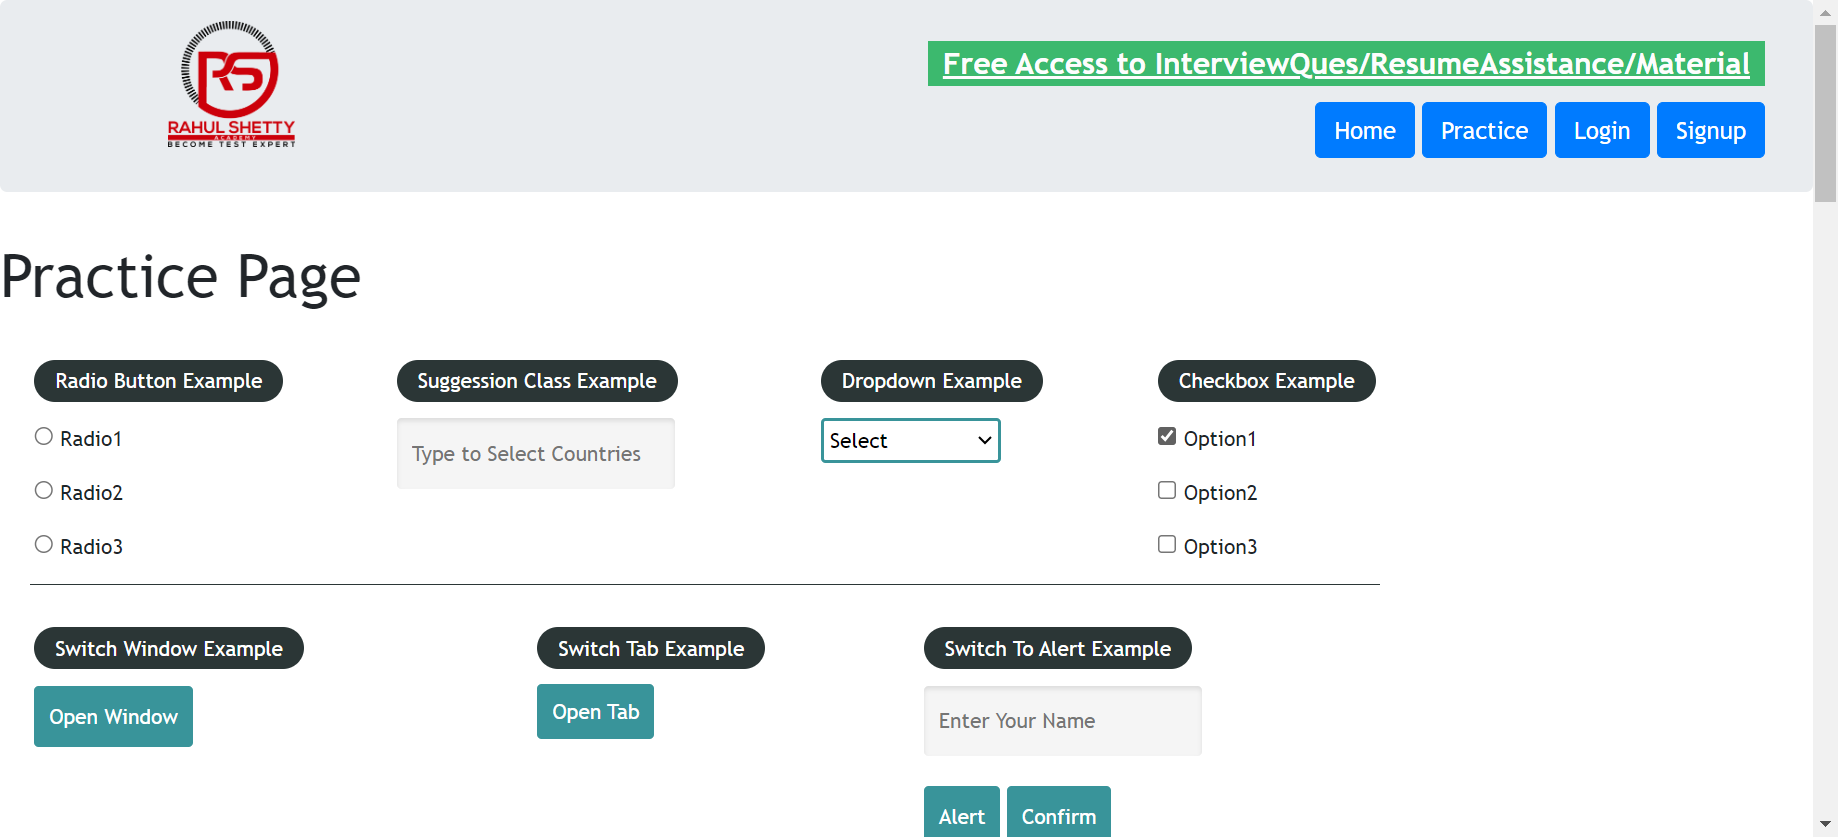 RS
RAHUL SHETTY
ACADEMY
BECOME TEST EXPERT
Free Access to InterviewQues/ResumeAssistance/Material
Home Practice Login Signup
Practice Page
Radio Button Example
Radio1
Radio2
Radio3
Suggession Class Example
Type to Select Countries
Dropdown Example
Select
Checkbox Example
Option1
Option2
Option3
Switch Window Example
Open Window
Switch Tab Example
Open Tab
Switch To Alert Example
Enter Your Name
Alert Confirm